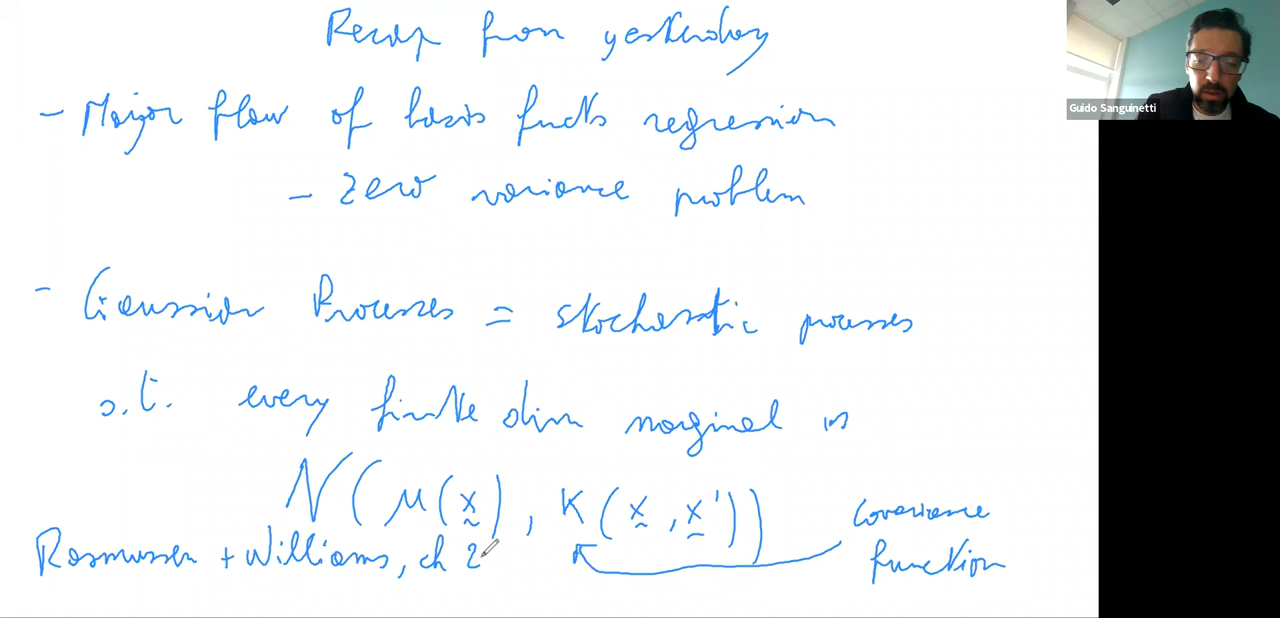 Recap from yesterday
- Major flaw of basis functs regression
- Zero variance problem
- Gaussian Processes = stochastic processes
s.t. every finite dim marginal is
N(μ(x), K(x, x'))
covariance
function
Rasmussen + Williams, ch 2
Guido Sanguinetti